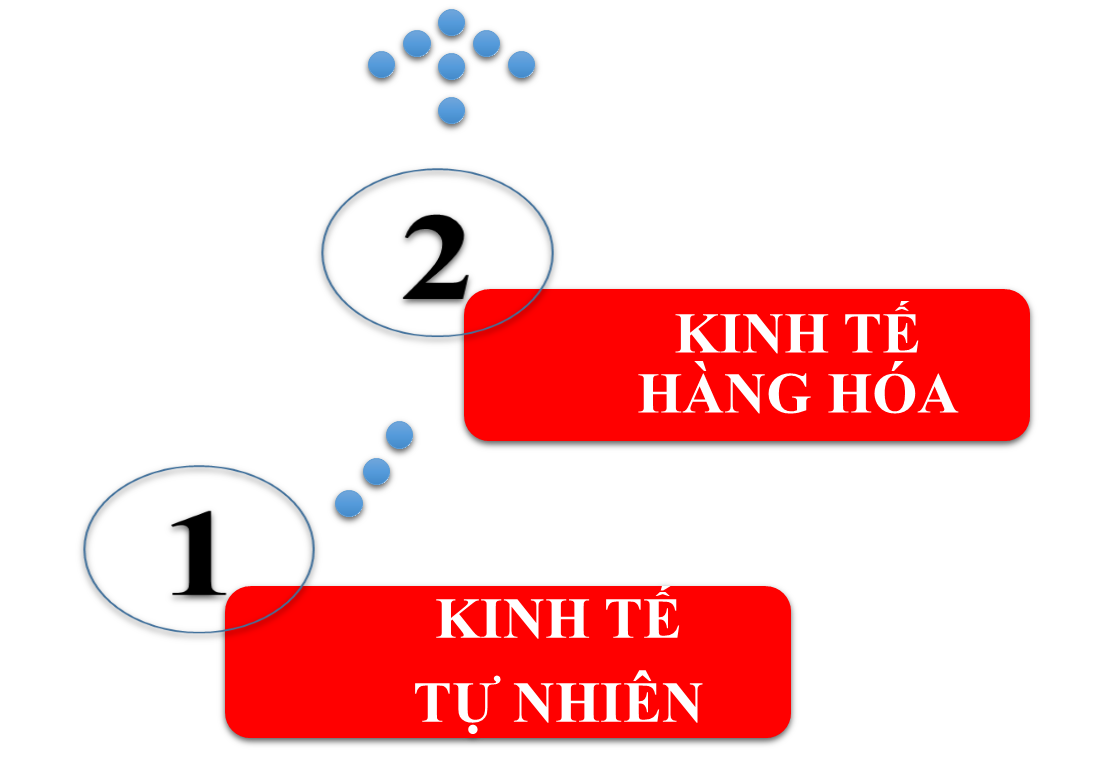 2
KINH TẾ
HÀNG HÓA
1
KINH TẾ
TỰ NHIÊN